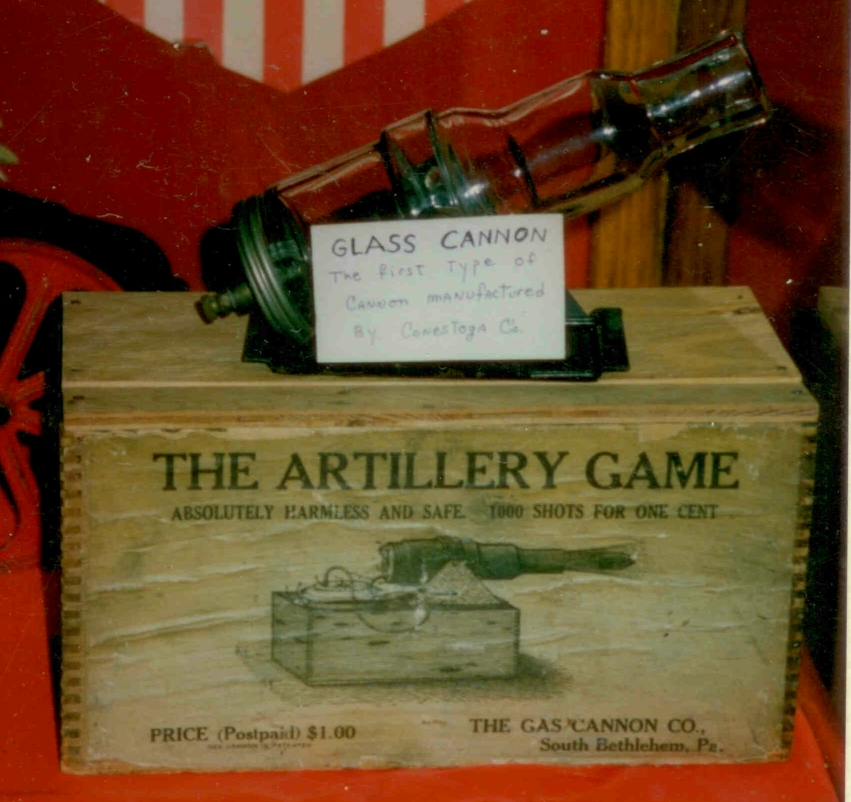 GLASS CANNON
The First Type of
Cannon manufactured
By Conestoga Co.
THE ARTILLERY GAME
ABSOLUTELY HARMLESS AND SAFE. 1000 SHOTS FOR ONE CENT
PRICE (Postpaid) $1.00
THE GAS CANNON CO.,
South Bethlehem, Pa.